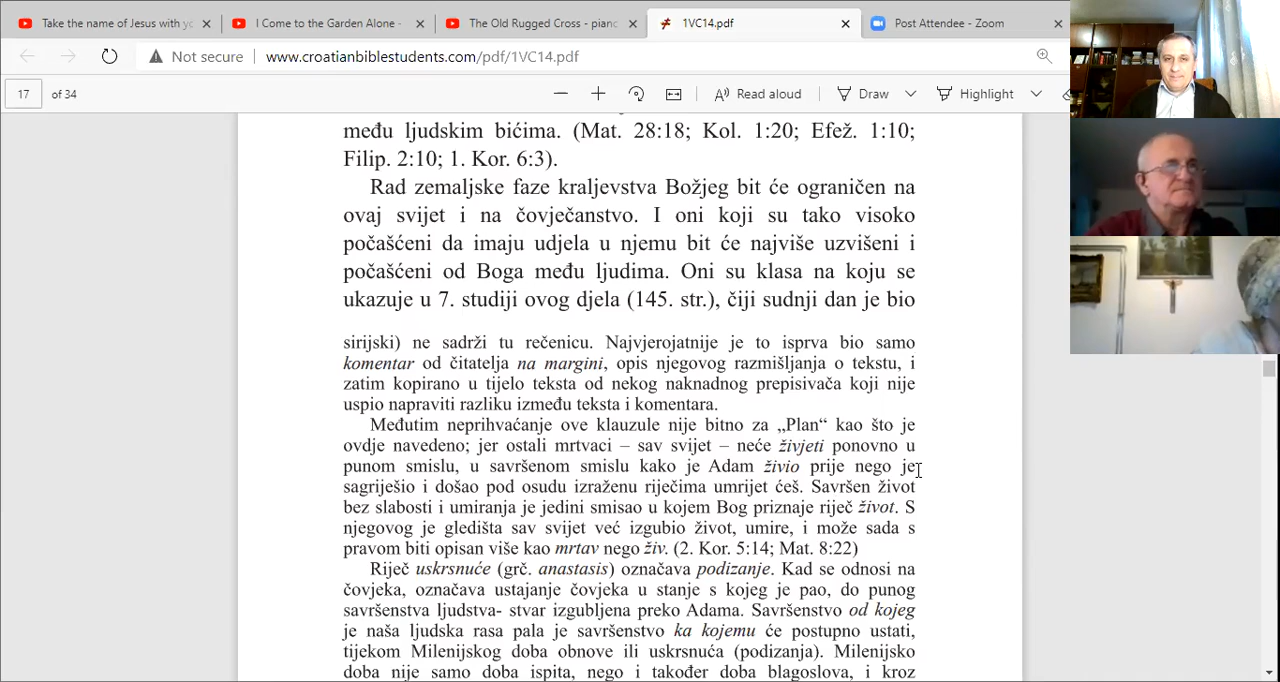 Take the name of Jesus with yo
I Come to the Garden Alone -
The Old Rugged Cross - piano
1VC14.pdf
Post Attendee - Zoom
Not secure
www.croatianbiblestudents.com/pdf/1VC14.pdf
17 of 34
Read aloud
Draw
Highlight
među ljudskim bićima. (Mat. 28:18; Kol. 1:20; Efež. 1:10;
Filip. 2:10; 1. Kor. 6:3).
Rad zemaljske faze kraljevstva Božjeg bit će ograničen na
ovaj svijet i na čovječanstvo. I oni koji su tako visoko
počašćeni da imaju udjela u njemu bit će najviše uzvišeni i
počašćeni od Boga među ljudima. Oni su klasa na koju se
ukazuje u 7. studiji ovog djela (145. str.), čiji sudnji dan je bio
sirijski) ne sadrži tu rečenicu. Najvjerojatnije je to isprva bio samo
komentar od čitatelja na margini, opis njegovog razmišljanja o tekstu, i
zatim kopirano u tijelo teksta od nekog naknadnog prepisivača koji nije
uspio napraviti razliku između teksta i komentara.
Međutim neprihvaćanje ove klauzule nije bitno za „Plan“ kao što je
ovdje navedeno; jer ostali mrtvaci – sav svijet – neće živjeti ponovno u
punom smislu, u savršenom smislu kako je Adam živio prije nego je
sagriješio i došao pod osudu izraženu riječima umrijet ćeš. Savršen život
bez slabosti i umiranja je jedini smisao u kojem Bog priznaje riječ život. S
njegovog je gledišta sav svijet već izgubio život, umire, i može sada s
pravom biti opisan više kao mrtav nego živ. (2. Kor. 5:14; Mat. 8:22)
Riječ uskrsnuće (grč. anastasis) označava podizanje. Kad se odnosi na
čovjeka, označava ustajanje čovjeka u stanje s kojeg je pao, do punog
savršenstva ljudstva- stvar izgubljena preko Adama. Savršenstvo od kojeg
je naša ljudska rasa pala je savršenstvo ka kojemu će postupno ustati,
tijekom Milenijskog doba obnove ili uskrsnuća (podizanja). Milenijsko
doba nije samo doba ispita, nego i također doba blagoslova, i kroz